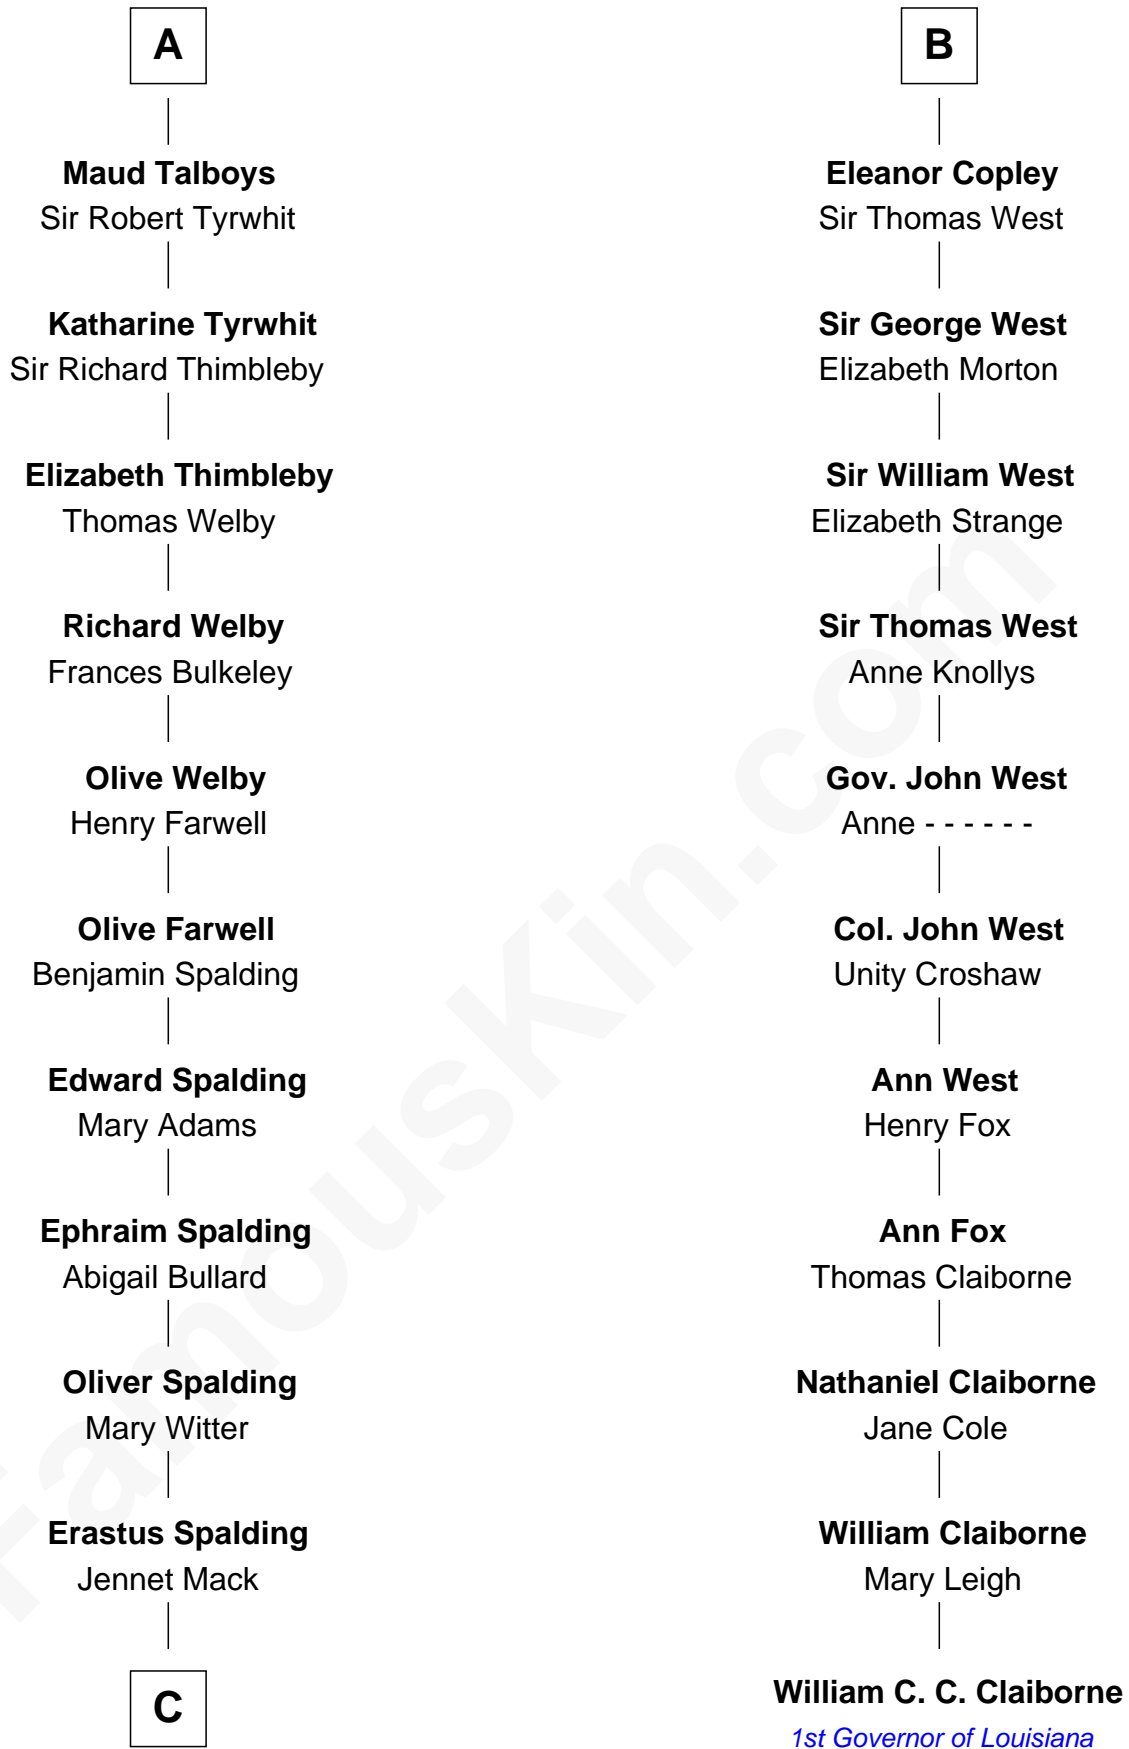 A
Maud Talboys
Sir Robert Tyrwhit
Katharine Tyrwhit
Sir Richard Thimbleby
Elizabeth Thimbleby
Thomas Welby
Richard Welby
Frances Bulkeley
Olive Welby
Henry Farwell
Olive Farwell
Benjamin Spalding
Edward Spalding
Mary Adams
Ephraim Spalding
Abigail Bullard
Oliver Spalding
Mary Witter
Erastus Spalding
Jennet Mack
C
B
Eleanor Copley
Sir Thomas West
Sir George West
Elizabeth Morton
Sir William West
Elizabeth Strange
Sir Thomas West
Anne Knollys
Gov. John West
Anne - - - - - -
Col. John West
Unity Croshaw
Ann West
Henry Fox
Ann Fox
Thomas Claiborne
Nathaniel Claiborne
Jane Cole
William Claiborne
Mary Leigh
William C. C. Claiborne
1st Governor of Louisiana
FamousKin.com